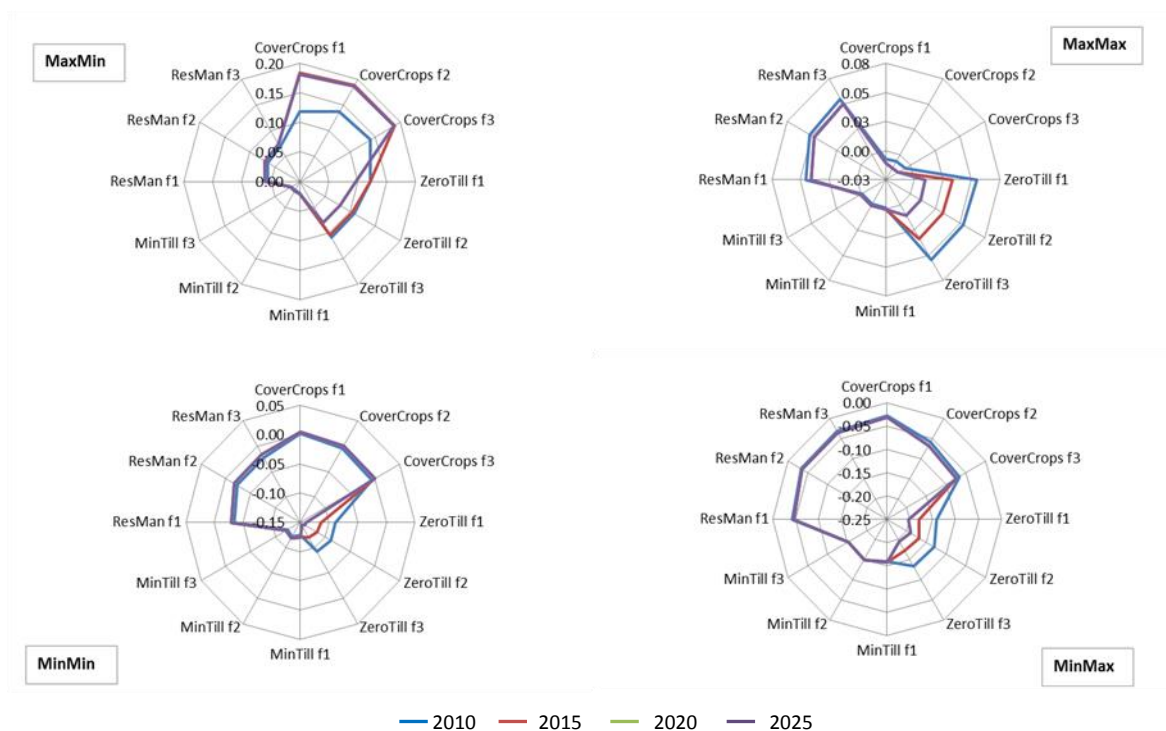 MaxMin
CoverCrops f1
0.20
ResMan f3
CoverCrops f2
0.15
ResMan f2
0.10
CoverCrops f3
0.05
ResMan f1
0.00
ZeroTill f1
MinTill f3
ZeroTill f2
MinTill f2
ZeroTill f3
MinTill f1
MaxMax
CoverCrops f1
0.08
ResMan f3
CoverCrops f2
0.05
ResMan f2
0.03
CoverCrops f3
0.00
ResMan f1
-0.03
ZeroTill f1
MinTill f3
ZeroTill f2
MinTill f2
ZeroTill f3
MinTill f1
CoverCrops f1
0.05
ResMan f3
CoverCrops f2
0.00
ResMan f2
-0.05
CoverCrops f3
-0.10
ResMan f1
-0.15
ZeroTill f1
MinTill f3
ZeroTill f2
MinTill f2
ZeroTill f3
MinTill f1
MinMin
CoverCrops f1
0.00
ResMan f3
CoverCrops f2
-0.05
-0.10
ResMan f2
CoverCrops f3
-0.15
-0.20
ResMan f1
-0.25
ZeroTill f1
MinTill f3
ZeroTill f2
MinTill f2
ZeroTill f3
MinTill f1
MinMax
2010 2015 2020 2025